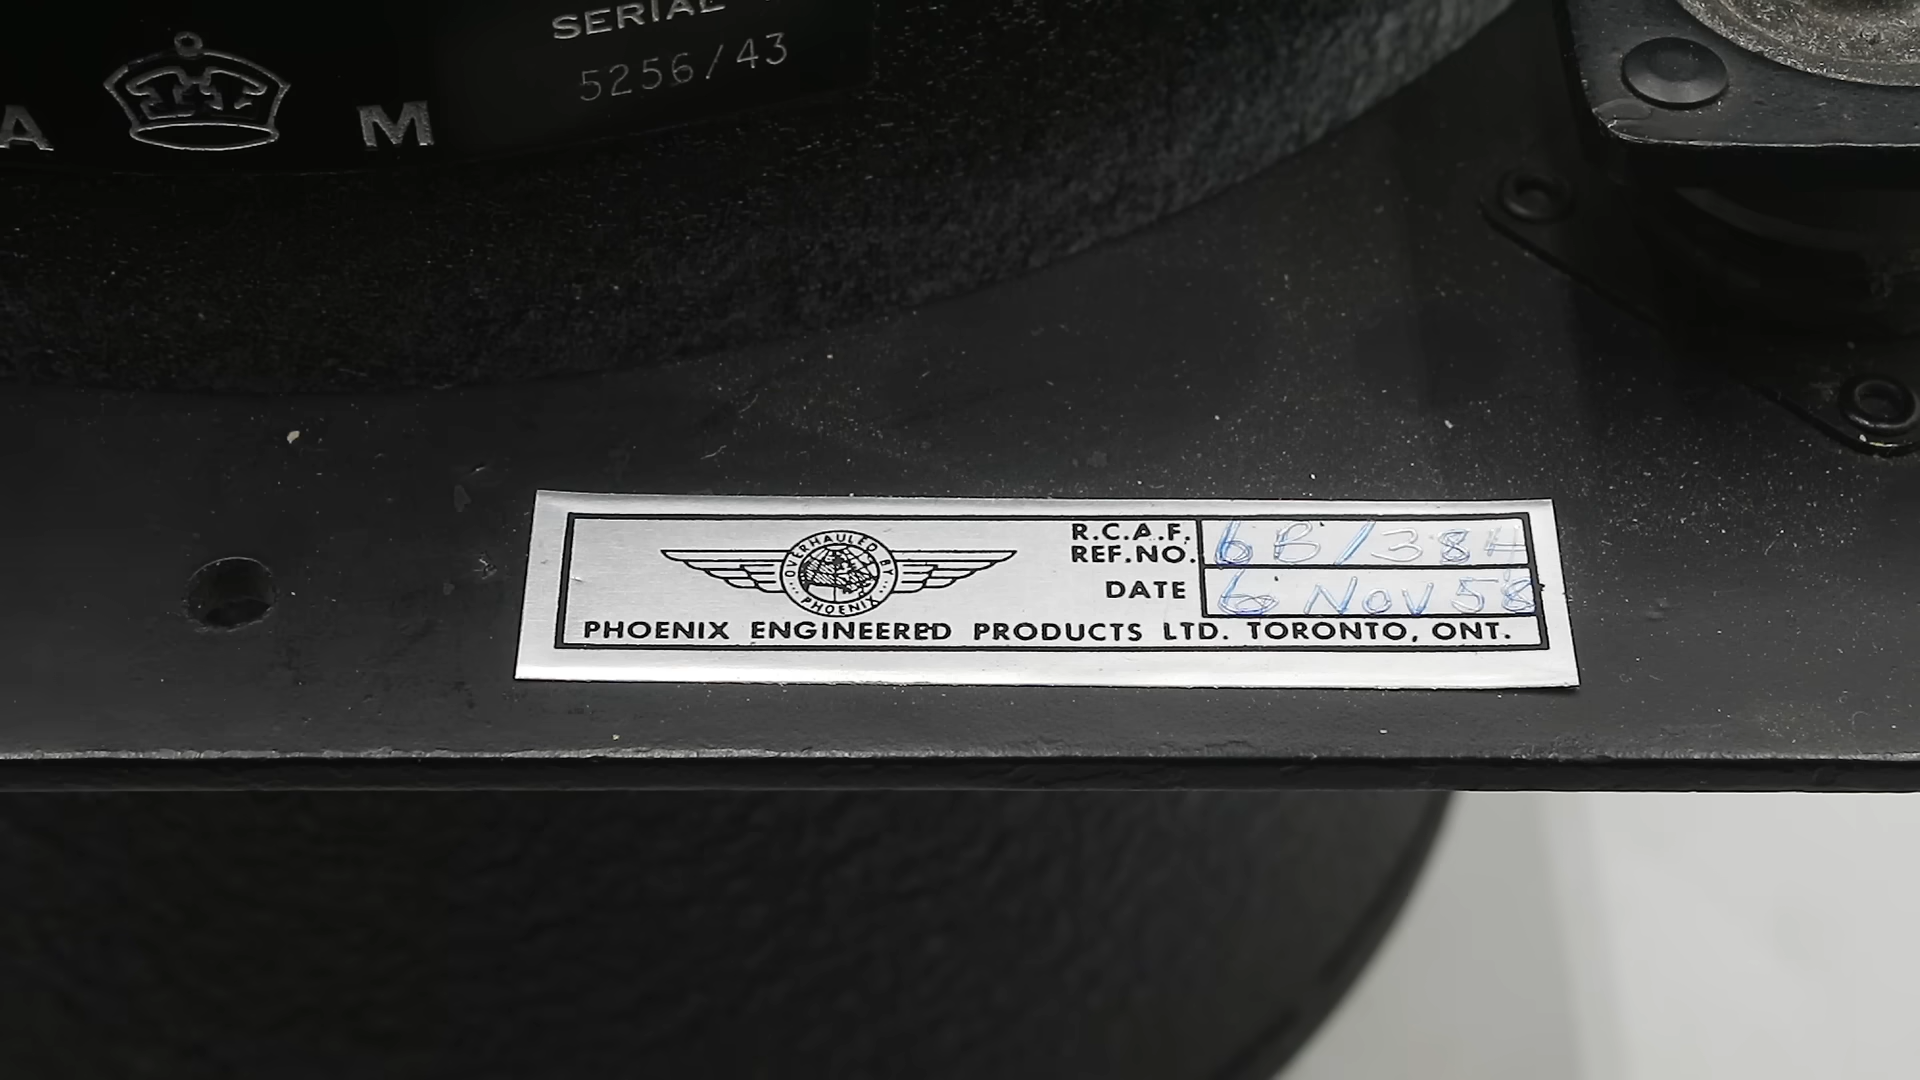 SERIAL
5256/43
A M
OVERHAULED BY PHOENIX
R.C.A.F.
REF.NO. 6B/384
DATE 6 Nov 58
PHOENIX ENGINEERED PRODUCTS LTD. TORONTO, ONT.